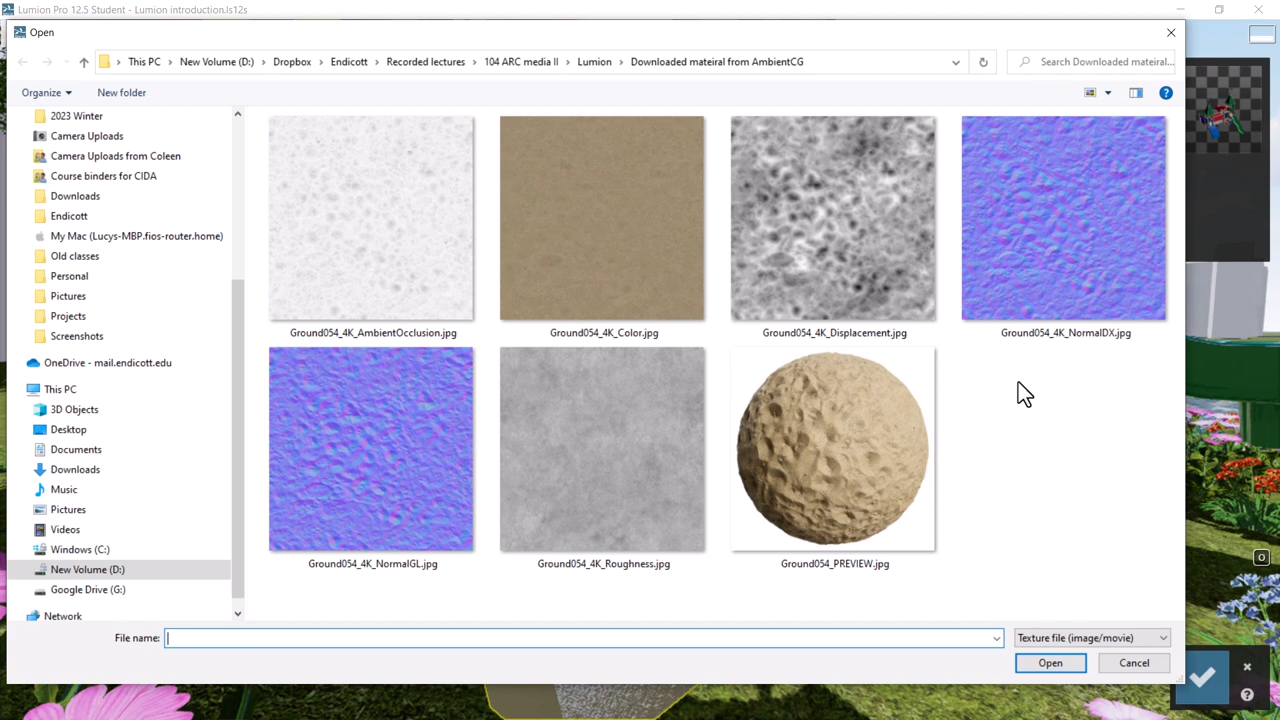 Lumion Pro 12.5 Student - Lumion introduction.ls12s
Open
This PC > New Volume (D:) > Dropbox > Endicott > Recorded lectures > 104 ARC media II > Lumion > Downloaded mateiral from AmbientCG
Search Downloaded mateiral...
Organize
New folder
2023 Winter
Camera Uploads
Camera Uploads from Coleen
Course binders for CIDA
Downloads
Endicott
My Mac (Lucys-MBP.fios-router.home)
Old classes
Personal
Pictures
Projects
Screenshots
OneDrive - mail.endicott.edu
This PC
3D Objects
Desktop
Documents
Downloads
Music
Pictures
Videos
Windows (C:)
New Volume (D:)
Google Drive (G:)
Network
Ground054_4K_AmbientOcclusion.jpg
Ground054_4K_Color.jpg
Ground054_4K_Displacement.jpg
Ground054_4K_NormalDX.jpg
Ground054_4K_NormalGL.jpg
Ground054_4K_Roughness.jpg
Ground054_PREVIEW.jpg
O
File name:
Texture file (image/movie)
Open
Cancel